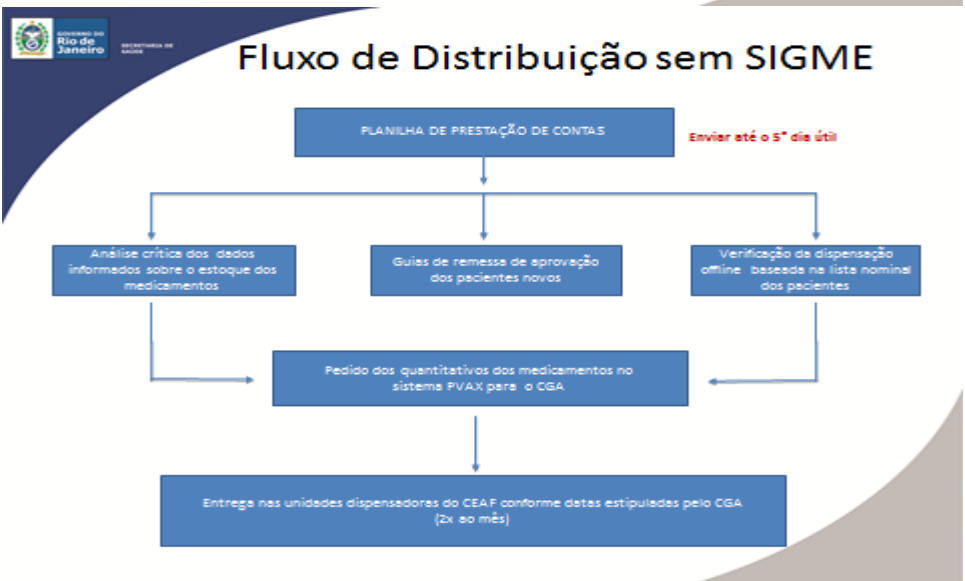 GOVERNO DO
Rio de
Janeiro
SECRETARIA DE
SAÚDE
Fluxo de Distribuição sem SIGME
PLANILHA DE PRESTAÇÃO DE CONTAS
Enviar até o 5° dia útil
Análise crítica dos dados
informados sobre o estoque dos
medicamentos
Guias de remessa de aprovação
dos pacientes novos
Verificação da dispensação
offline baseada na lista nominal
dos pacientes
Pedido dos quantitativos dos medicamentos no
sistema PVAX para o CGA
Entrega nas unidades dispensadoras do CEAF conforme datas estipuladas pelo CGA
(2x ao mês)